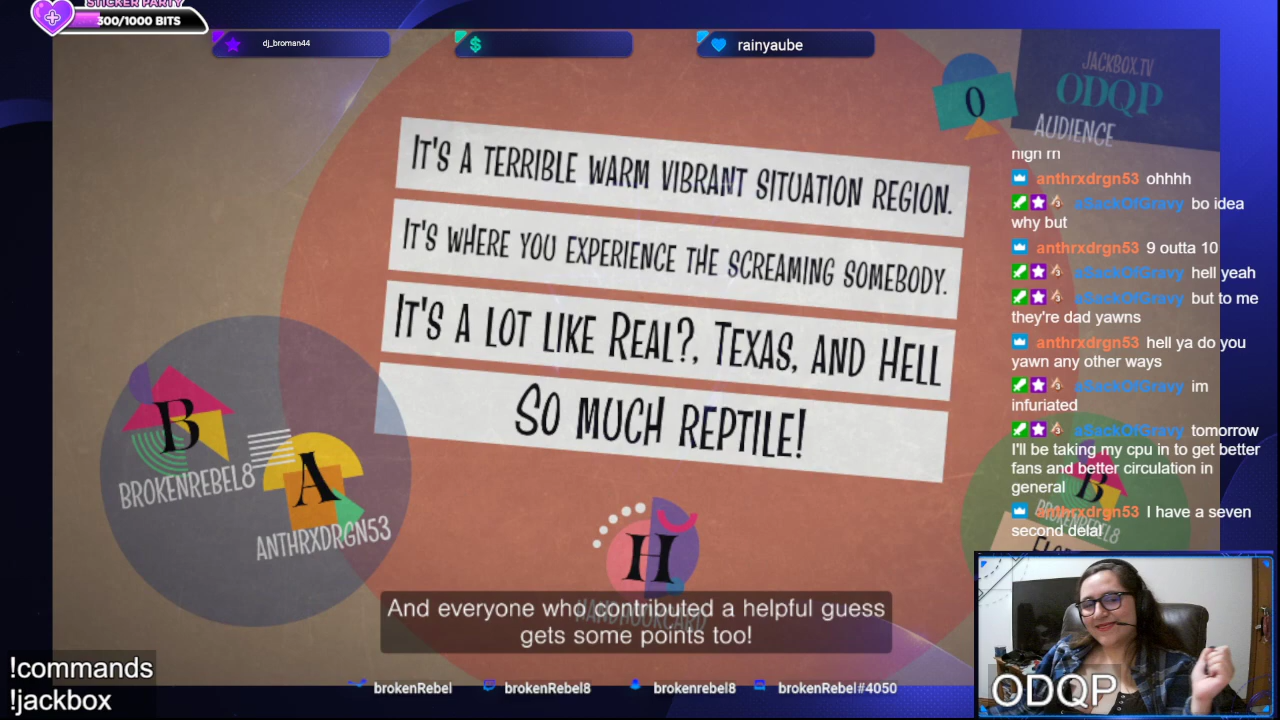 STICKER PARTY
300/1000 BITS
dj_broman44
$
rainyaube
JACKBOX.TV
ODQP
AUDIENCE
0
IT'S A TERRIBLE WARM VIBRANT SITUATION REGION.
IT'S WHERE YOU EXPERIENCE THE SCREAMING SOMEBODY.
IT'S A LOT LIKE REAL?, TEXAS, AND HELL
SO MUCH REPTILE!
B
BROKENREBEL8
A
ANTHRXDRGN53
H
B
BROKENREBEL8
And everyone who contributed a helpful guess
gets some points too!
high rn
anthrxdrgn53 ohhhh
aSackOfGravy bo idea
why but
anthrxdrgn53 9 outta 10
aSackOfGravy hell yeah
aSackOfGravy but to me
they're dad yawns
anthrxdrgn53 hell ya do you
yawn any other ways
aSackOfGravy im
infuriated
aSackOfGravy tomorrow
I'll be taking my cpu in to get better
fans and better circulation in
general
anthrxdrgn53 I have a seven
second delal
!commands
!jackbox
brokenRebel
brokenRebel8
brokenrebel8
brokenRebel#4050
ODQP